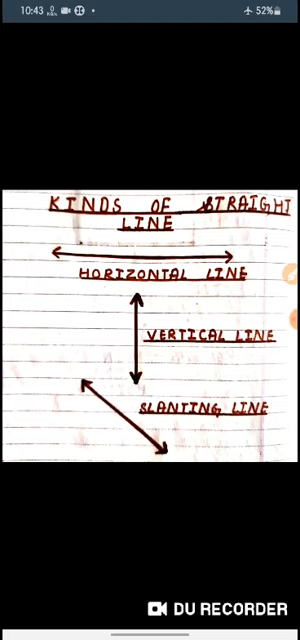 10:43 52%
KINDS OF STRAIGHT
LINE
HORIZONTAL LINE
VERTICAL LINE
SLANTING LINE
DU RECORDER